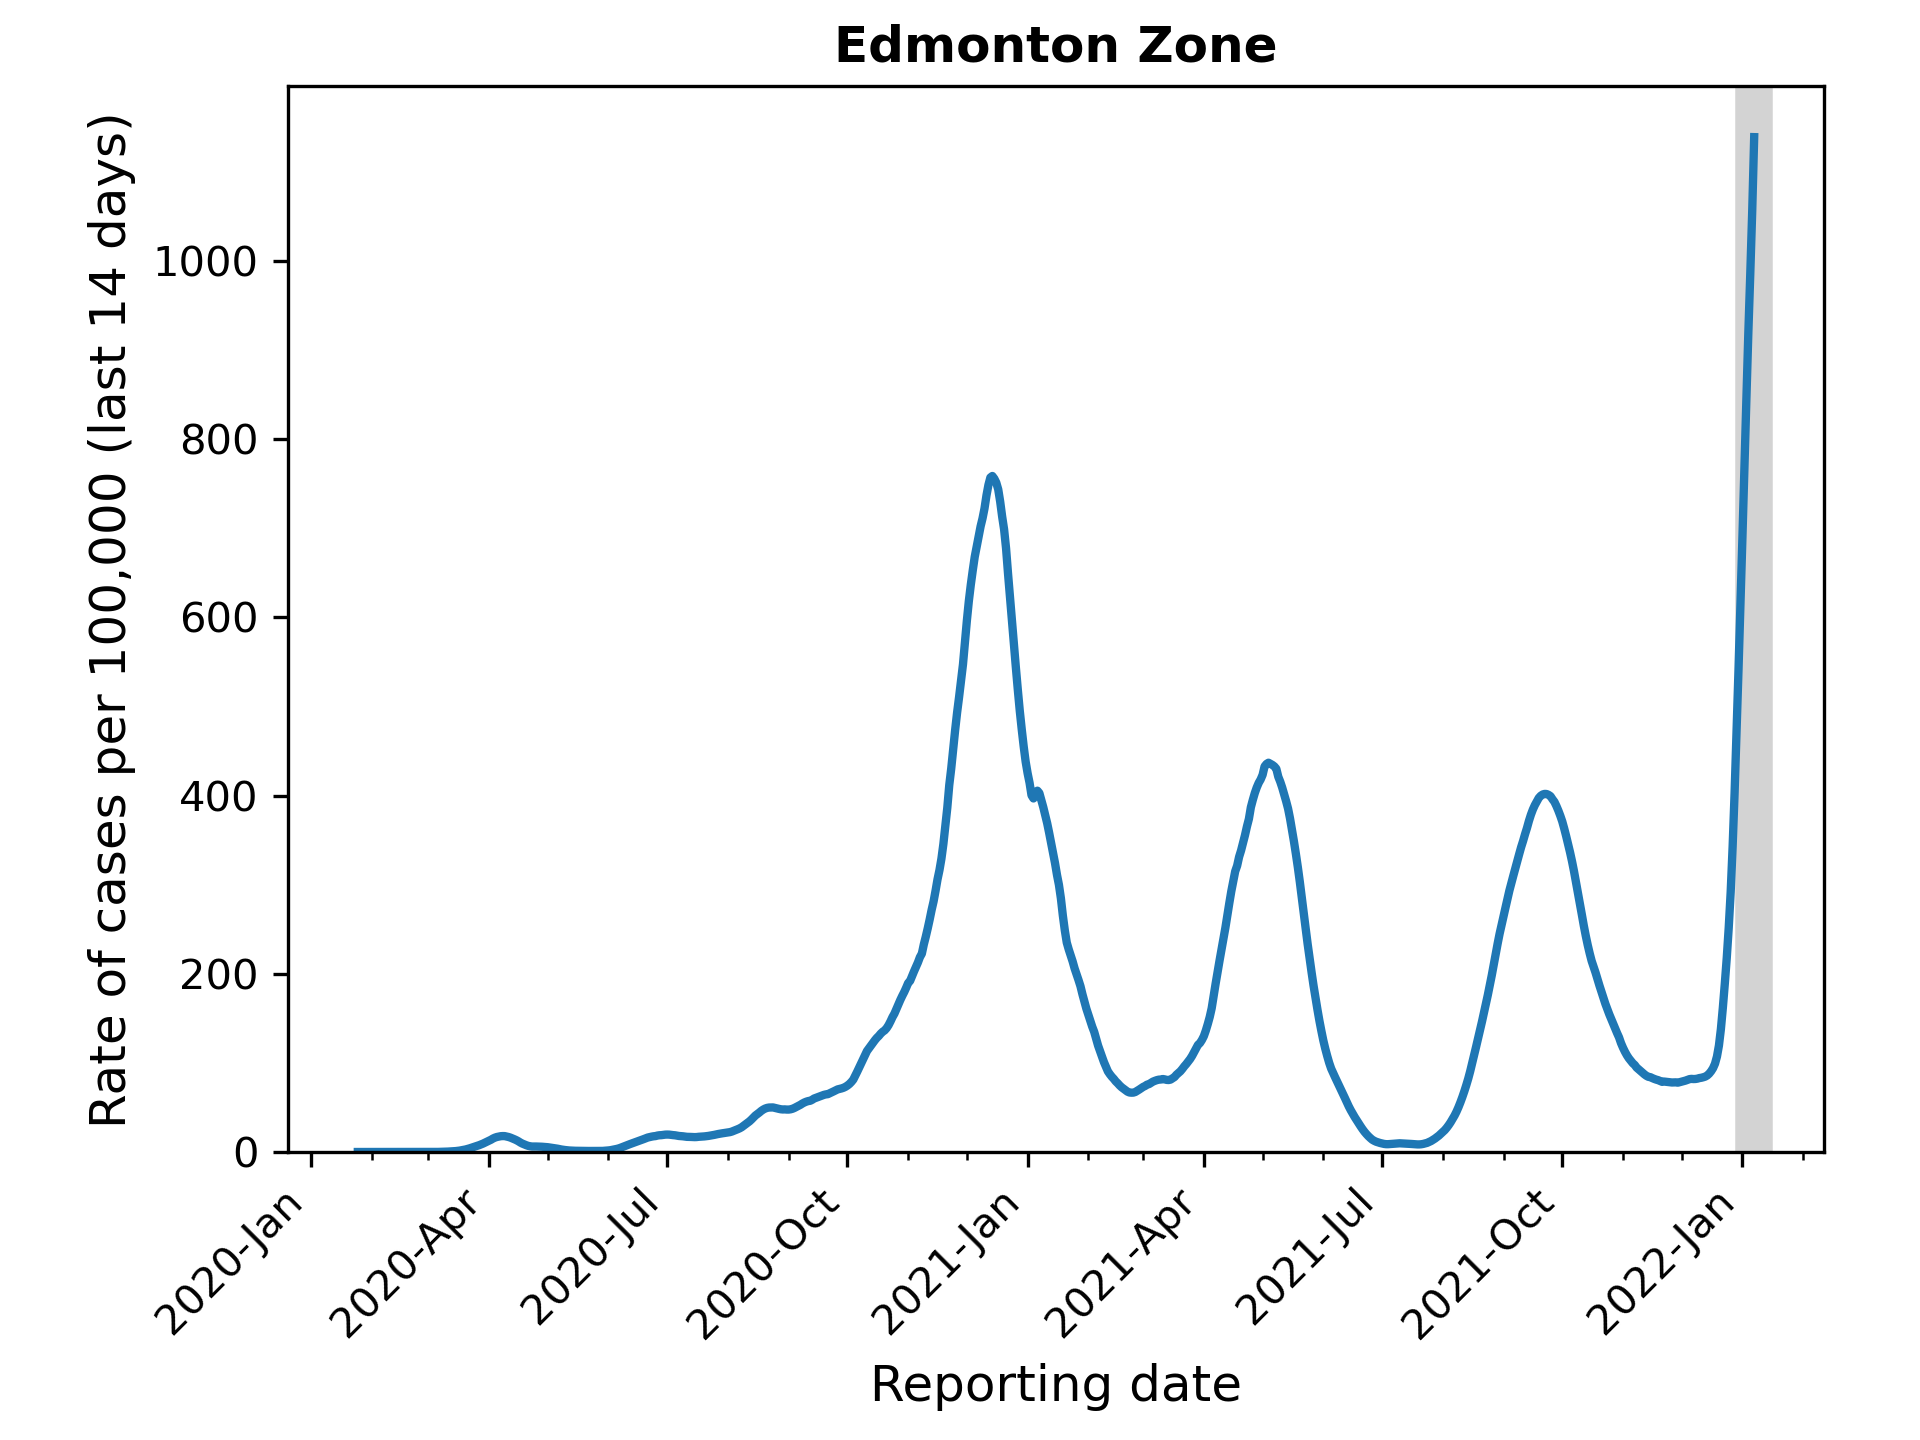 Edmonton Zone
Rate of cases per 100,000 (last 14 days)
1000
800
600
400
200
0
2020-Jan
2020-Apr
2020-Jul
2020-Oct
2021-Jan
2021-Apr
2021-Jul
2021-Oct
2022-Jan
Reporting date